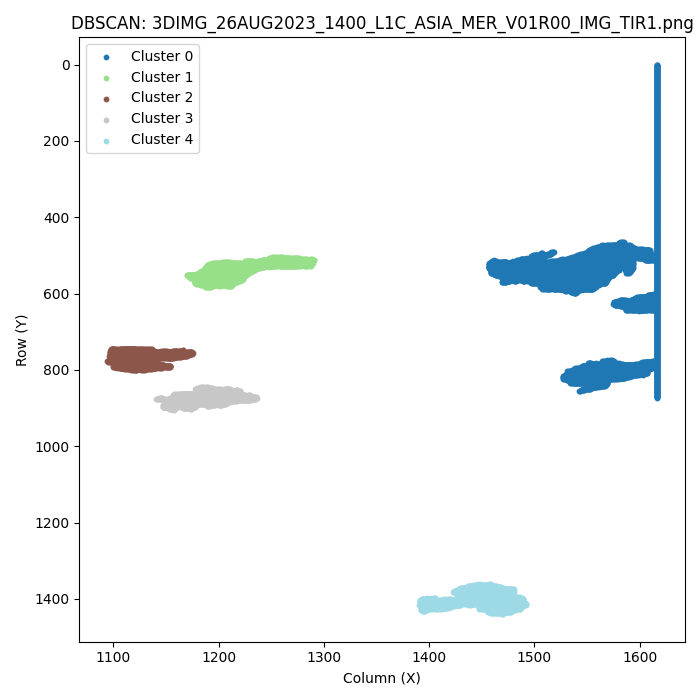 DBSCAN: 3DIMG_26AUG2023_1400_L1C_ASIA_MER_V01R00_IMG_TIR1.png
Cluster 0
Cluster 1
Cluster 2
Cluster 3
Cluster 4
Row (Y)
0
200
400
600
800
1000
1200
1400
1100 1200 1300 1400 1500 1600
Column (X)